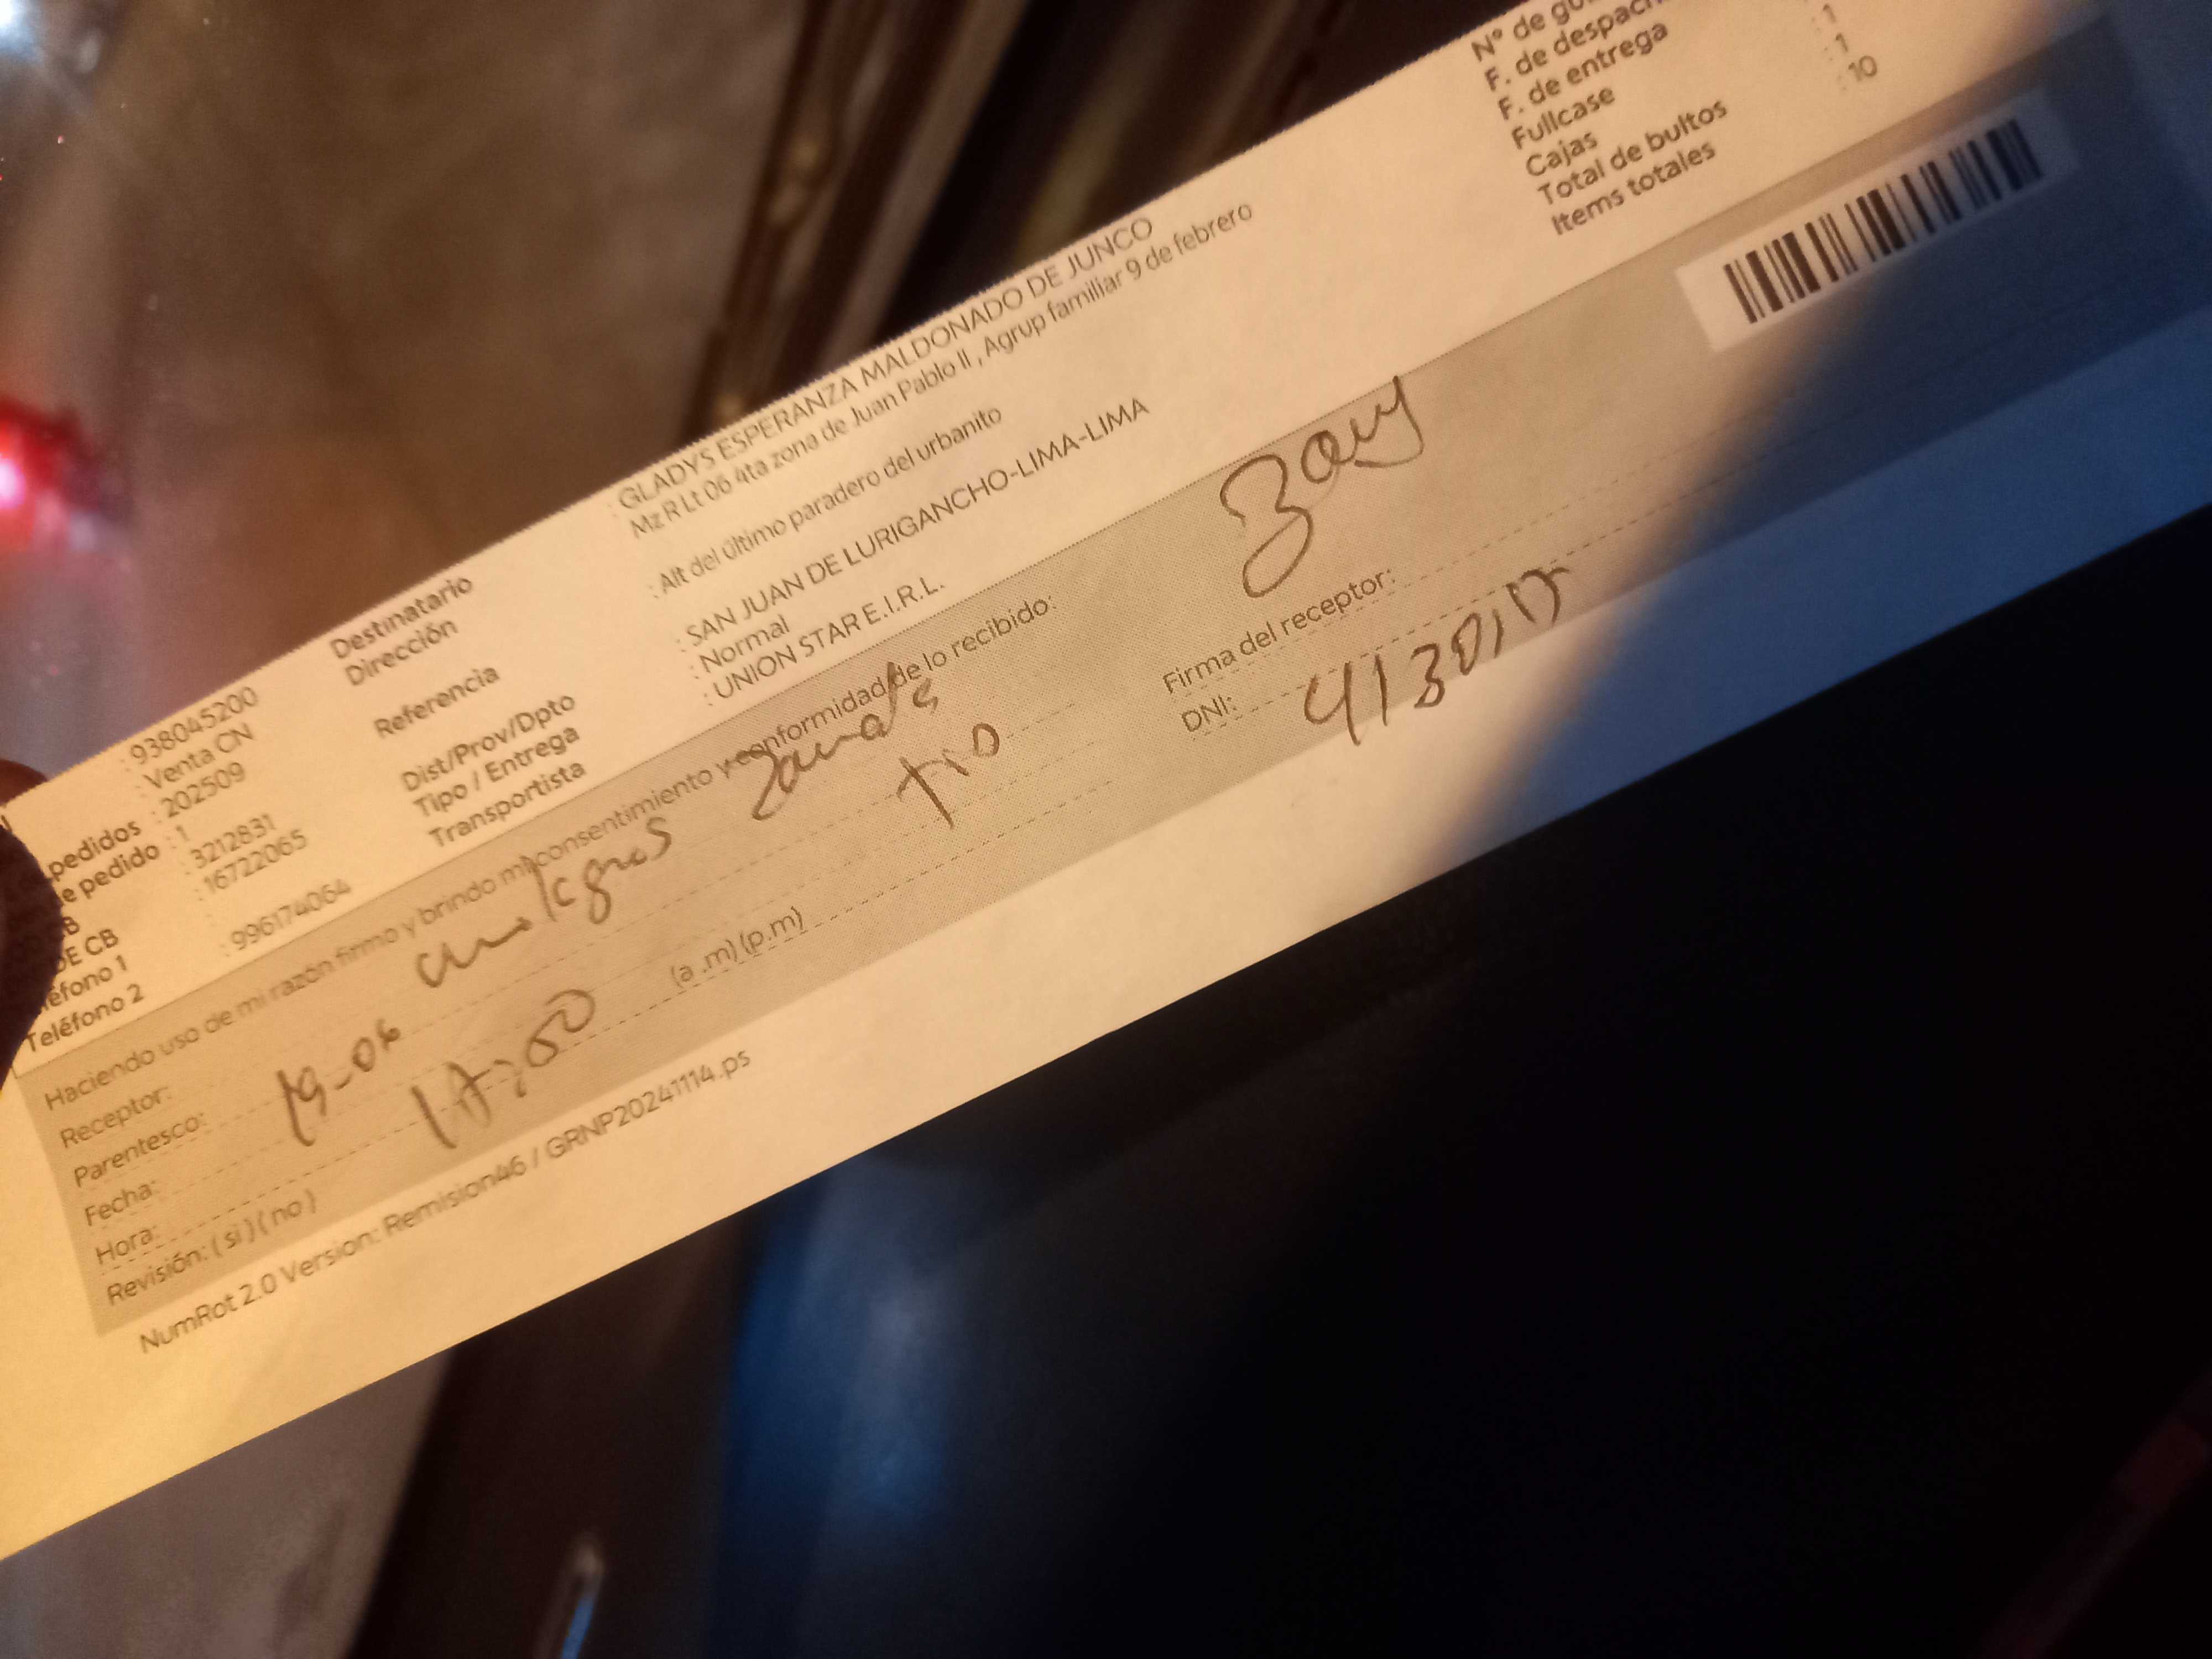 : 938045200
: Venta CN
pedidos : 202509
e pedido : 1
B : 3212831
DE CB : 16722065
léfono 1
Teléfono 2 : 996174064
Destinatario : GLADYS ESPERANZA MALDONADO DE JUNCO
Dirección Mz R Lt 06 4ta zona de Juan Pablo II , Agrup familiar 9 de febrero
Referencia : Alt del último paradero del urbanito
Dist/Prov/Dpto : SAN JUAN DE LURIGANCHO-LIMA-LIMA
Tipo / Entrega : Normal
Transportista : UNION STAR E.I.R.L.
N° de gu
F. de despach
F. de entrega
Fullcase : 1
Cajas : 1
Total de bultos : 10
Items totales
Haciendo uso de mi razón firmo y brindo mi consentimiento y conformidad de lo recibido:
Receptor:
Parentesco: tio
Fecha: 19-04
Hora: (a .m) (p.m)
Revisión: ( si ) ( no )
Firma del receptor:
DNI:
NumRot 2.0 Version: Remision46 / GRNP20241114.ps